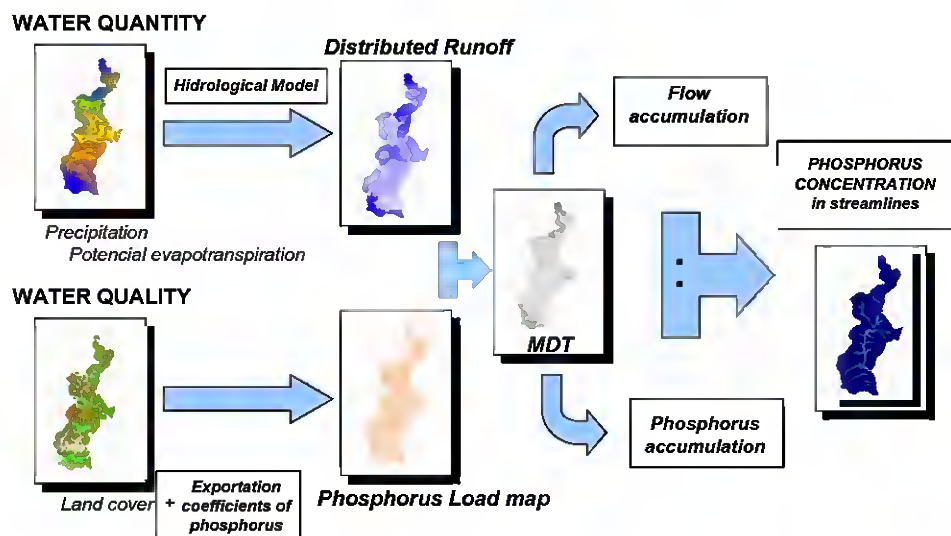 WATER QUANTITY
Distributed Runoff
Hidrological Model
Precipitation
Potencial evapotranspiration
WATER QUALITY
Land cover
+
Exportation
coefficients of
phosphorus
Phosphorus Load map
MDT
Flow
accumulation
Phosphorus
accumulation
PHOSPHORUS
CONCENTRATION
in streamlines